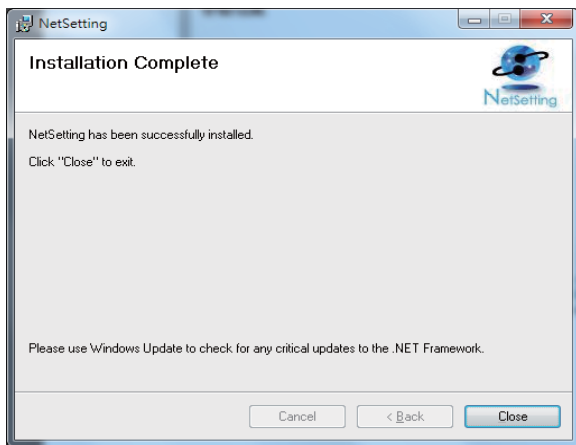 NetSetting
Installation Complete
NetSetting
NetSetting has been successfully installed.
Click "Close" to exit.
Please use Windows Update to check for any critical updates to the .NET Framework.
Cancel
< Back
Close